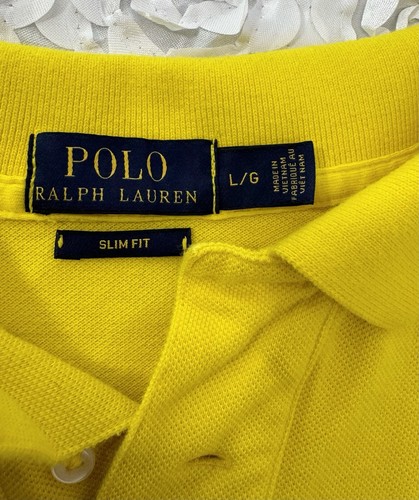 POLO
RALPH LAUREN
L/G
MADE IN
VIETNAM
FABRIQUÉ AU
VIET NAM
SLIM FIT